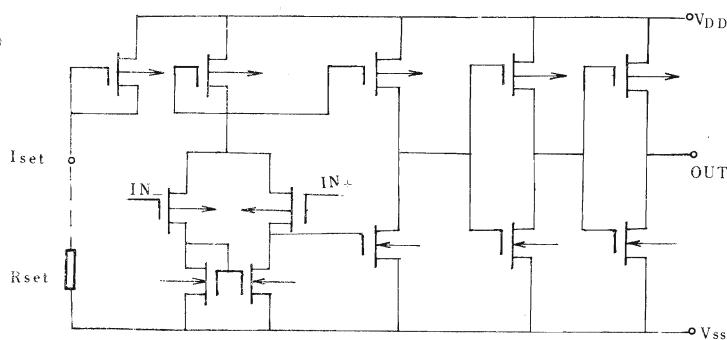 VDD
Iset
IN-
IN+
OUT
Rset
Vss